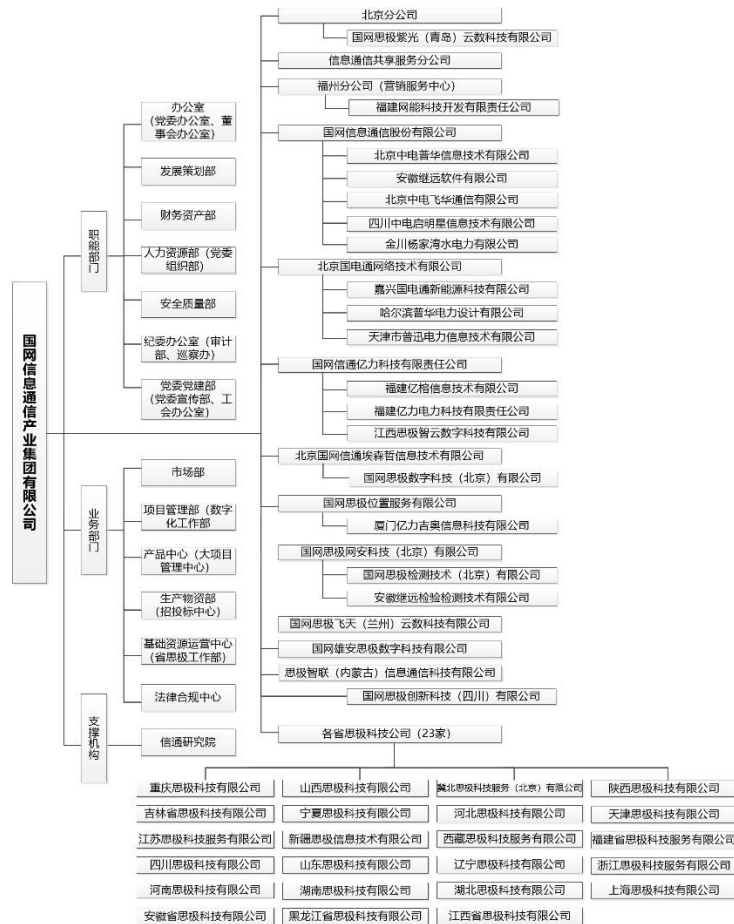 国网信息通信产业集团有限公司
职能部门
办公室
(党委办公室、董
事会办公室)
发展策划部
财务资产部
人力资源部（党委
组织部）
安全质量部
纪委办公室（审计
部、巡察办）
党委党建部
（党委宣传部、工
会办公室）
业务部门
市场部
项目管理部（数字
化工作部
产品中心（大项目
管理中心）
生产物资部
（招投标中心）
基础资源运营中心
（省思极工作部）
法律合规中心
支撑机构
信通研究院
北京分公司
国网思极紫光（青岛）云数科技有限公司
信息通信共享服务分公司
福州分公司（营销服务中心）
福建网能科技开发有限责任公司
国网信息通信股份有限公司
北京中电普华信息技术有限公司
安徽继远软件有限公司
北京中电飞华通信有限公司
四川中电启明星信息技术有限公司
金川杨家湾水电力有限公司
北京国电通网络技术有限公司
嘉兴国电通新能源科技有限公司
哈尔滨普华电力设计有限公司
天津市普迅电力信息技术有限公司
国网信通亿力科技有限责任公司
福建亿榕信息技术有限公司
福建亿力电力科技有限责任公司
江西思极智云数字科技有限公司
北京国网信通埃森哲信息技术有限公司
国网思极数字科技（北京）有限公司
国网思极位置服务有限公司
厦门亿力吉奥信息科技有限公司
国网思极网安科技（北京）有限公司
国网思极检测技术（北京）有限公司
安徽继远检验检测技术有限公司
国网思极飞天（兰州）云数科技有限公司
国网雄安思极数字科技有限公司
思极智联（内蒙古）信息通信科技有限公司
国网思极创新科技（四川）有限公司
各省思极科技公司（23家）
重庆思极科技有限公司
山西思极科技有限公司
冀北思极科技服务（北京）有限公司
陕西思极科技有限公司
吉林省思极科技有限公司
宁夏思极科技有限公司
河北思极科技有限公司
天津思极科技有限公司
江苏思极科技服务有限公司
新疆思极信息技术有限公司
西藏思极科技服务有限公司
福建省思极科技服务有限公司
四川思极科技有限公司
山东思极科技有限公司
辽宁思极科技有限公司
浙江思极科技服务有限公司
河南思极科技有限公司
湖南思极科技有限公司
湖北思极科技有限公司
上海思极科技有限公司
安徽省思极科技有限公司
黑龙江省思极科技有限公司
江西省思极科技有限公司